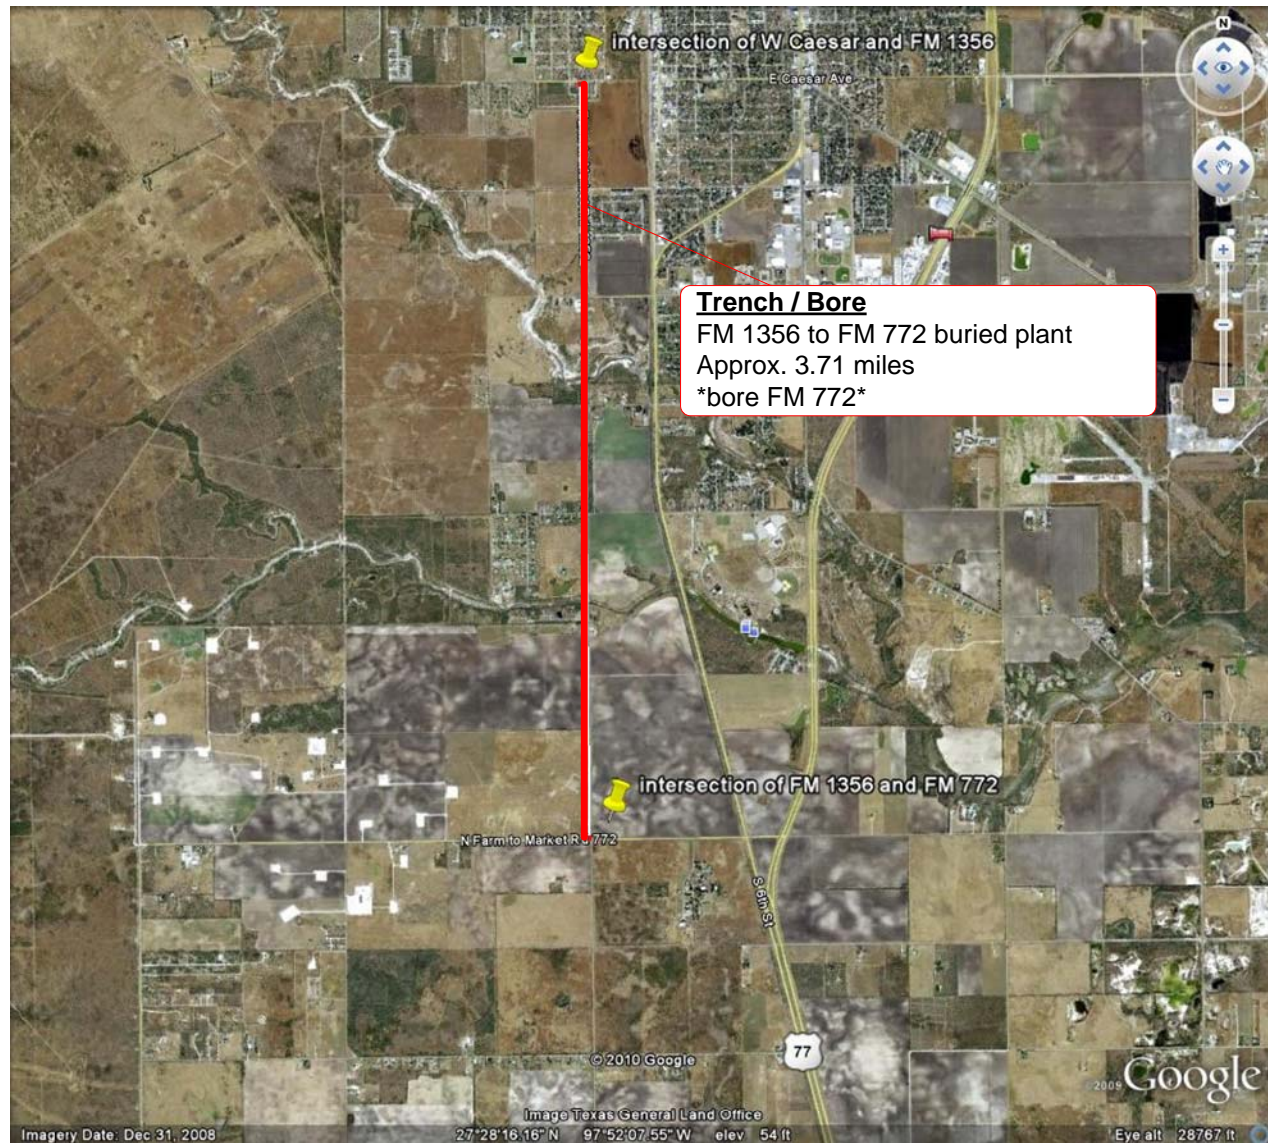 N
intersection of W Caesar and FM 1356
E Caesar Ave
Trench / Bore
FM 1356 to FM 772 buried plant
Approx. 3.71 miles
*bore FM 772*
intersection of FM 1356 and FM 772
N Farm to Market Rd 772
S 6th St
77
© 2010 Google
©2009 Google
Image Texas General Land Office
Imagery Date: Dec 31, 2008
27°28'16.16" N 97°52'07.55" W elev 54 ft
Eye alt 28767 ft